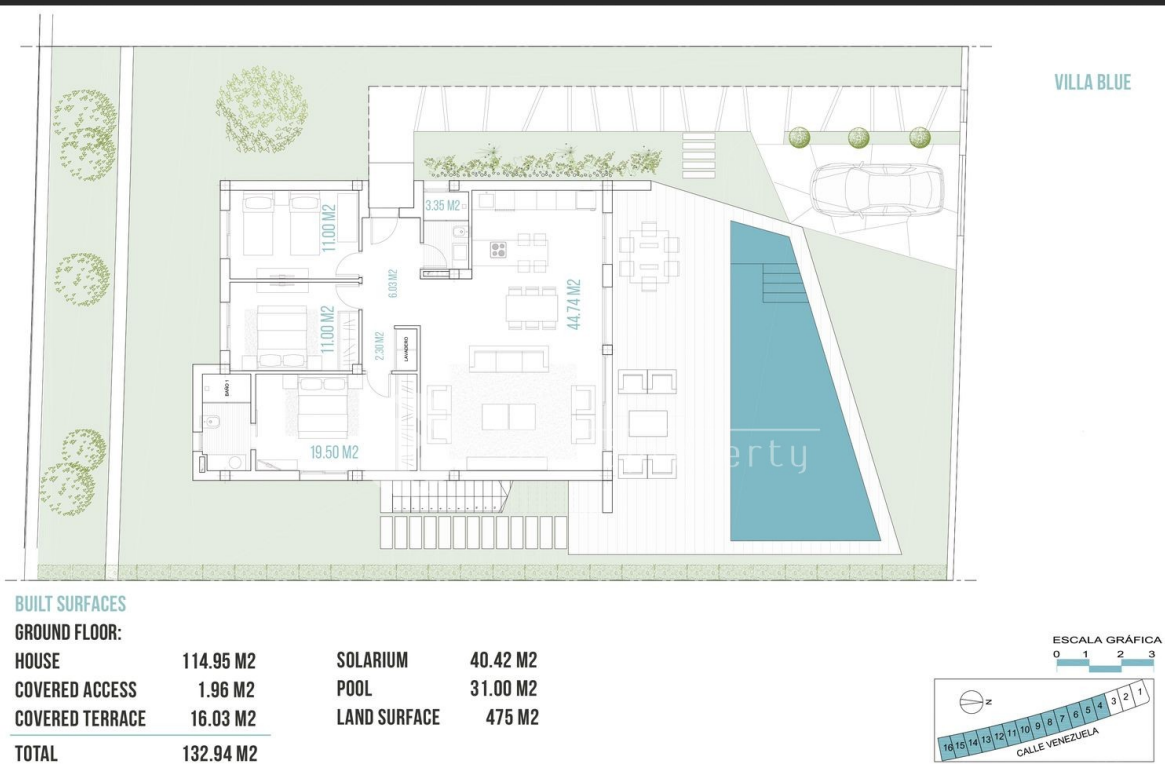 VILLA BLUE
11.00 M2
3.35 M2
6.03 M2
44.74 M2
11.00 M2
2.30 M2
LAVADERO
BAÑO 1
19.50 M2
erty
BUILT SURFACES
GROUND FLOOR:
HOUSE 114.95 M2
COVERED ACCESS 1.96 M2
COVERED TERRACE 16.03 M2
TOTAL 132.94 M2
SOLARIUM 40.42 M2
POOL 31.00 M2
LAND SURFACE 475 M2
ESCALA GRÁFICA
0 1 2 3
N
16 15 14 13 12 11 10 9 8 7 6 5 4 3 2 1
CALLE VENEZUELA